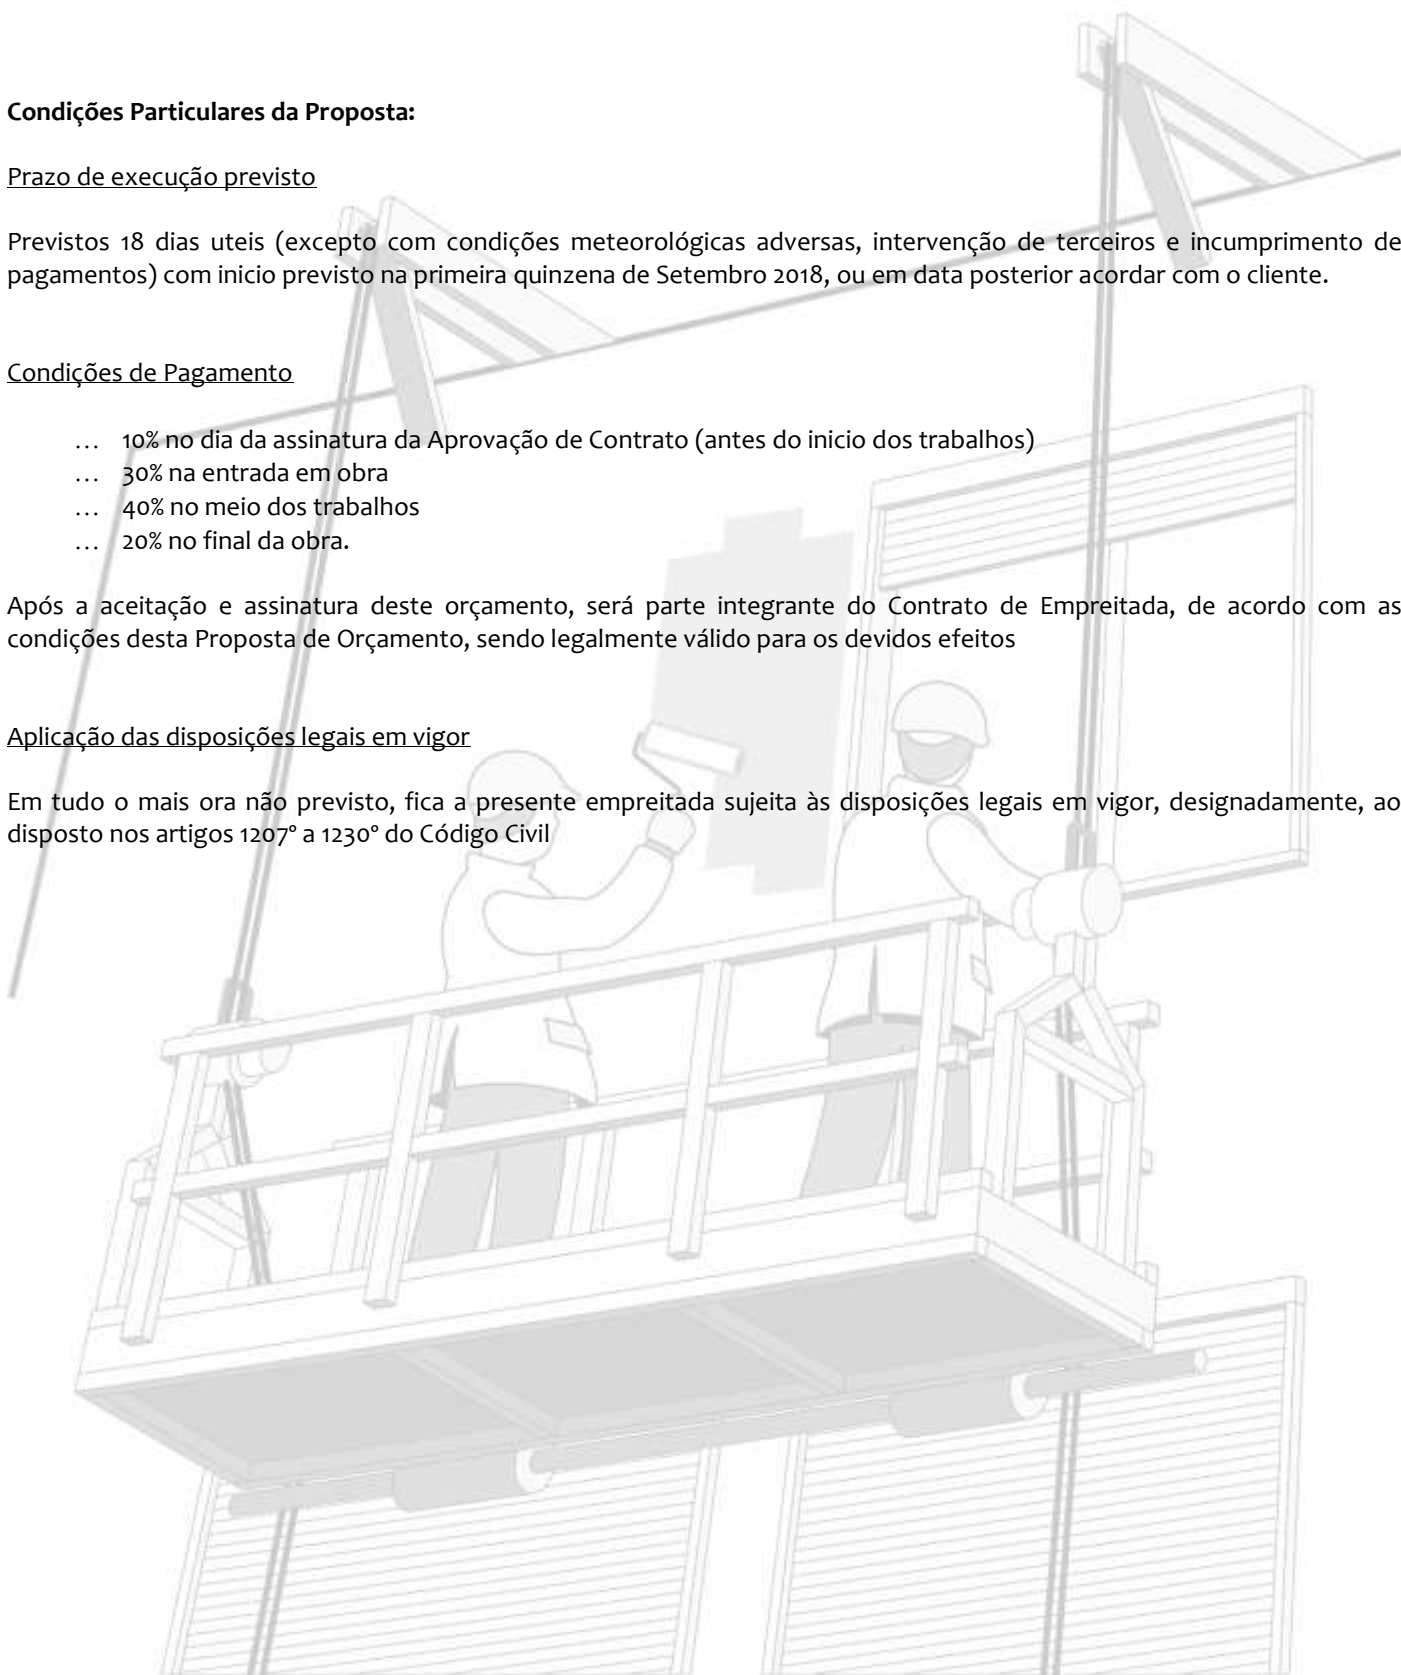 Condições Particulares da Proposta:
Prazo de execução previsto
Previstos 18 dias uteis (excepto com condições meteorológicas adversas, intervenção de terceiros e incumprimento de
pagamentos) com inicio previsto na primeira quinzena de Setembro 2018, ou em data posterior acordar com o cliente.
Condições de Pagamento
… 10% no dia da assinatura da Aprovação de Contrato (antes do inicio dos trabalhos)
… 30% na entrada em obra
… 40% no meio dos trabalhos
… 20% no final da obra.
Após a aceitação e assinatura deste orçamento, será parte integrante do Contrato de Empreitada, de acordo com as
condições desta Proposta de Orçamento, sendo legalmente válido para os devidos efeitos
Aplicação das disposições legais em vigor
Em tudo o mais ora não previsto, fica a presente empreitada sujeita às disposições legais em vigor, designadamente, ao
disposto nos artigos 1207º a 1230º do Código Civil